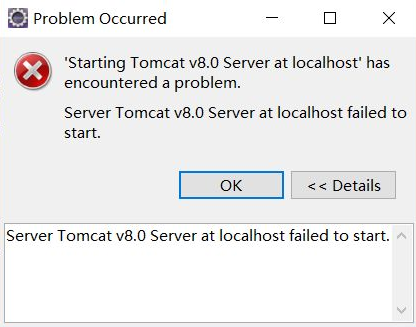 Problem Occurred
'Starting Tomcat v8.0 Server at localhost' has
encountered a problem.
Server Tomcat v8.0 Server at localhost failed to
start.
OK
<< Details
Server Tomcat v8.0 Server at localhost failed to start.